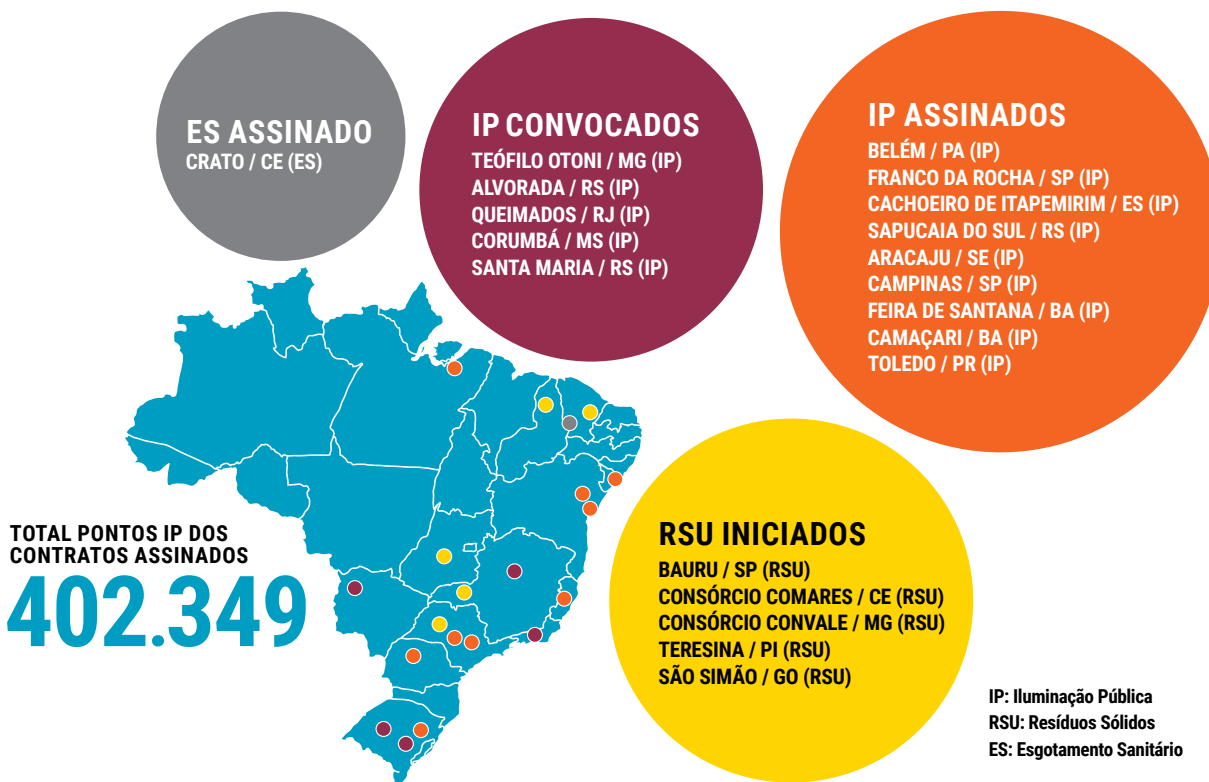 ES ASSINADO
CRATO / CE (ES)
IP CONVOCADOS
TEÓFILO OTONI / MG (IP)
ALVORADA / RS (IP)
QUEIMADOS / RJ (IP)
CORUMBÁ / MS (IP)
SANTA MARIA / RS (IP)
IP ASSINADOS
BELÉM / PA (IP)
FRANCO DA ROCHA / SP (IP)
CACHOEIRO DE ITAPEMIRIM / ES (IP)
SAPUCAIA DO SUL / RS (IP)
ARACAJU / SE (IP)
CAMPINAS / SP (IP)
FEIRA DE SANTANA / BA (IP)
CAMAÇARI / BA (IP)
TOLEDO / PR (IP)
TOTAL PONTOS IP DOS
CONTRATOS ASSINADOS
402.349
RSU INICIADOS
BAURU / SP (RSU)
CONSÓRCIO COMARES / CE (RSU)
CONSÓRCIO CONVALE / MG (RSU)
TERESINA / PI (RSU)
SÃO SIMÃO / GO (RSU)
IP: Iluminação Pública
RSU: Resíduos Sólidos
ES: Esgotamento Sanitário